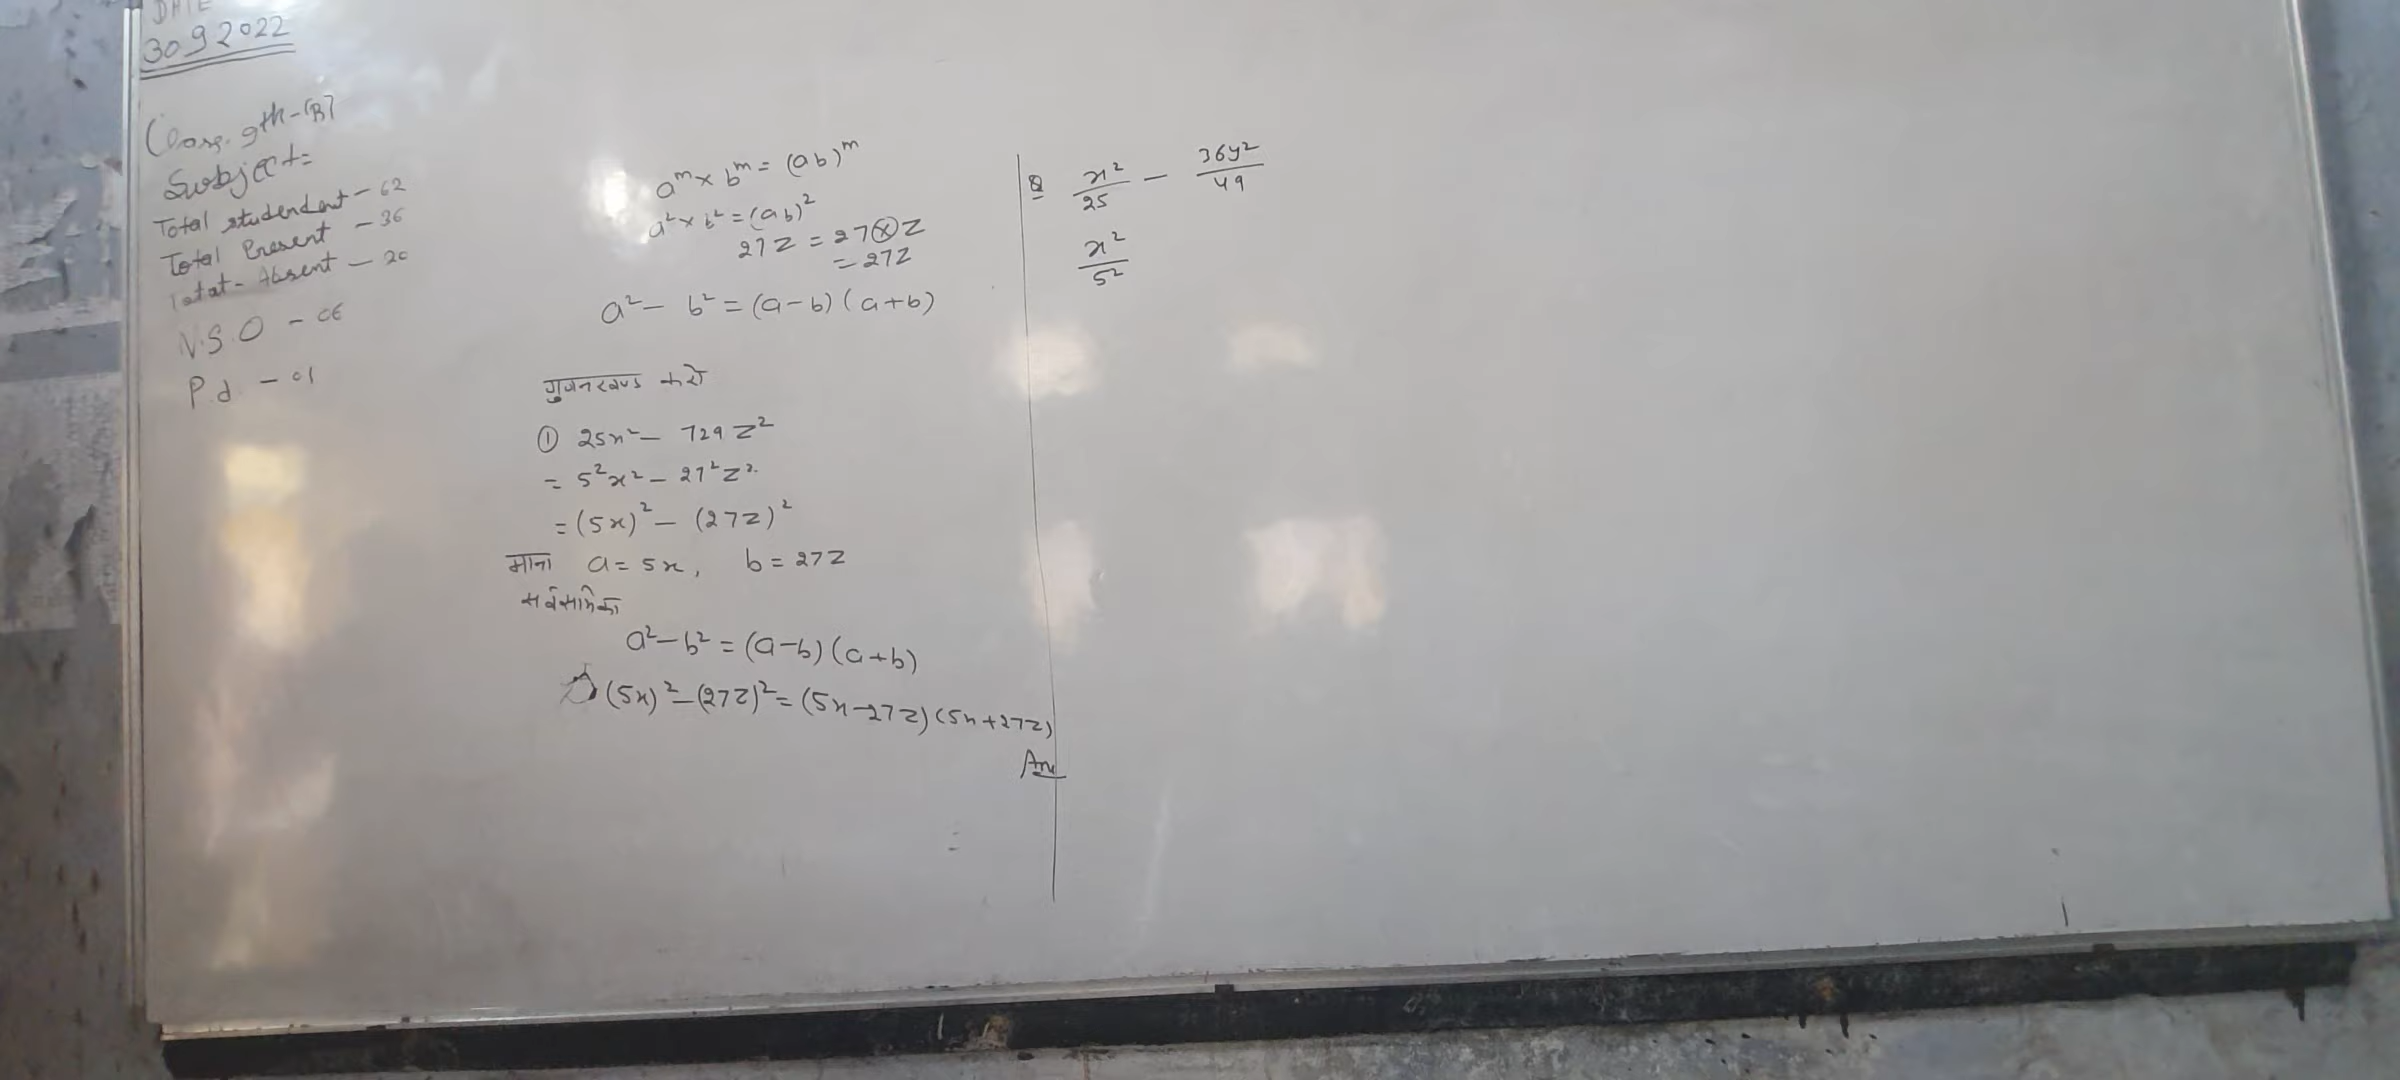 DATE
30 9 2022
Class. 9th-(B)
Subject:
Total studendent - 62
Total Present - 36
Total - Absent - 20
N.S.O - 06
P.d. - 01
aᵐ × bᵐ = (ab)ᵐ
a² × b² = (ab)²
27Z = 27⊗Z
= 27Z
a² - b² = (a-b) (a+b)
गुणनखण्ड करो
① 25x² - 729 Z²
= 5²x² - 27²Z²
= (5x)² - (27Z)²
माना a = 5x, b = 27Z
सर्वसमिका
a² - b² = (a-b) (a+b)
(5x)² - (27Z)² = (5x-27Z) (5x+27Z)
Ans
Q x²/25 - 36y²/49
x²/5²